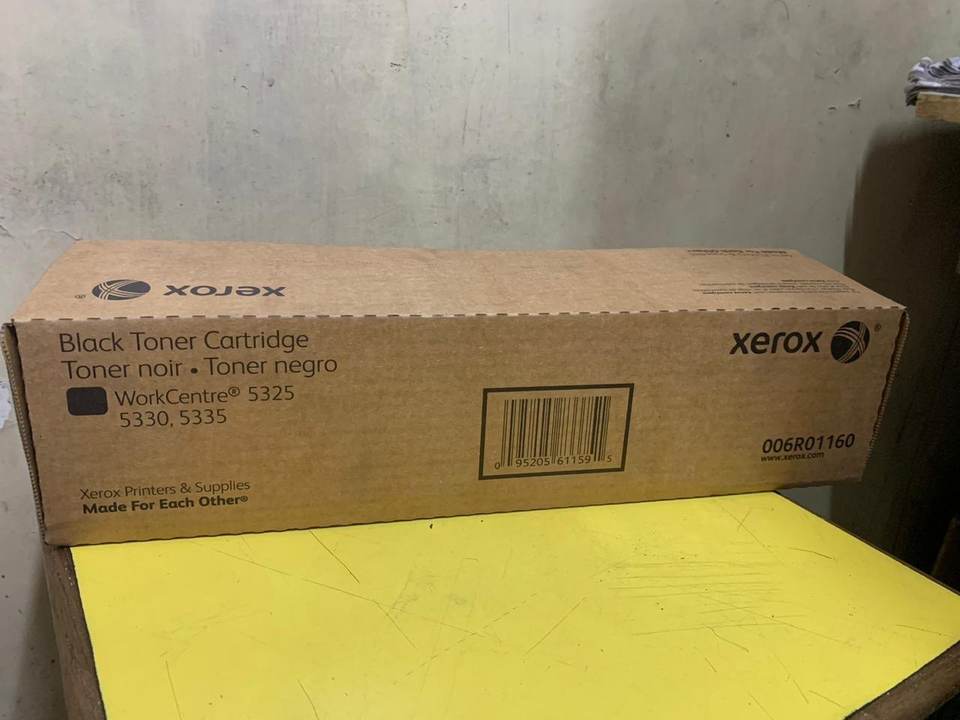 xerox ®
Black Toner Cartridge
Toner noir • Toner negro
WorkCentre® 5325
5330, 5335
Xerox Printers & Supplies
Made For Each Other®
0 95205 61159 5
xerox ®
006R01160
www.xerox.com